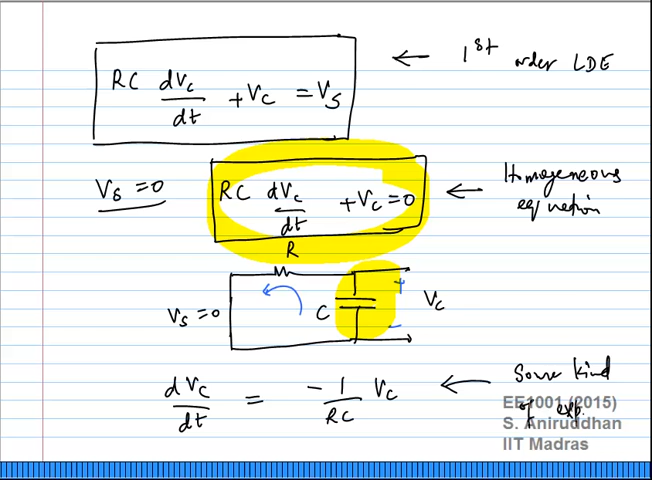 RC dVc/dt + Vc = Vs ← 1st order LDE
Vs = 0 RC dVc/dt + Vc = 0 ← Homogeneous equation
R
Vs = 0 C + − Vc
dVc/dt = − 1/RC Vc ← Some kind
of exp.
EE1001 (2015)
S. Aniruddhan
IIT Madras